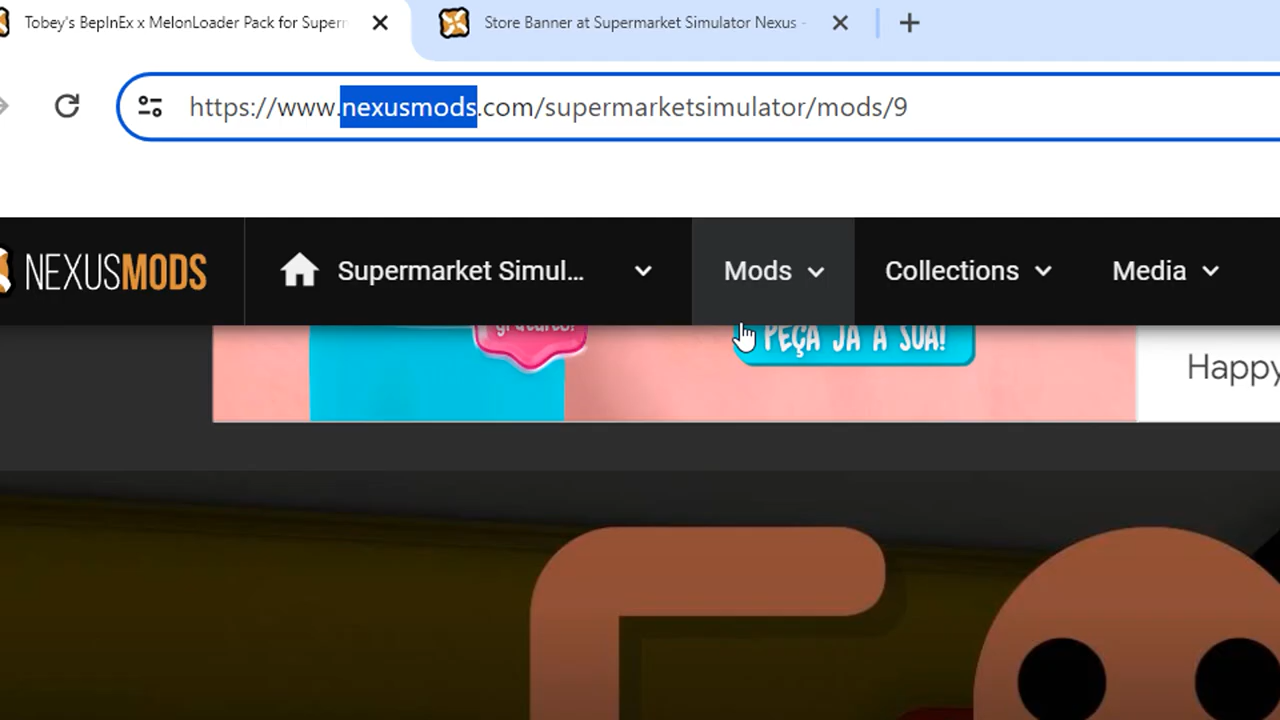 Tobey's BepInEx x MelonLoader Pack for Superm
Store Banner at Supermarket Simulator Nexus -
https://www.nexusmods.com/supermarketsimulator/mods/9
NEXUSMODS
Supermarket Simul...
Mods
Collections
Media
PEÇA JÁ A SUA!
Happy